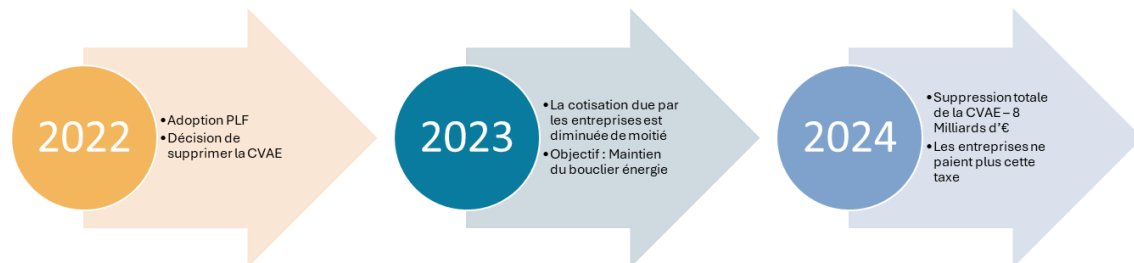 2022
•Adoption PLF
•Décision de
supprimer la CVAE
2023
•La cotisation due par
les entreprises est
diminuée de moitié
•Objectif : Maintien
du bouclier énergie
2024
•Suppression totale
de la CVAE – 8
Milliards d'€
•Les entreprises ne
paient plus cette
taxe